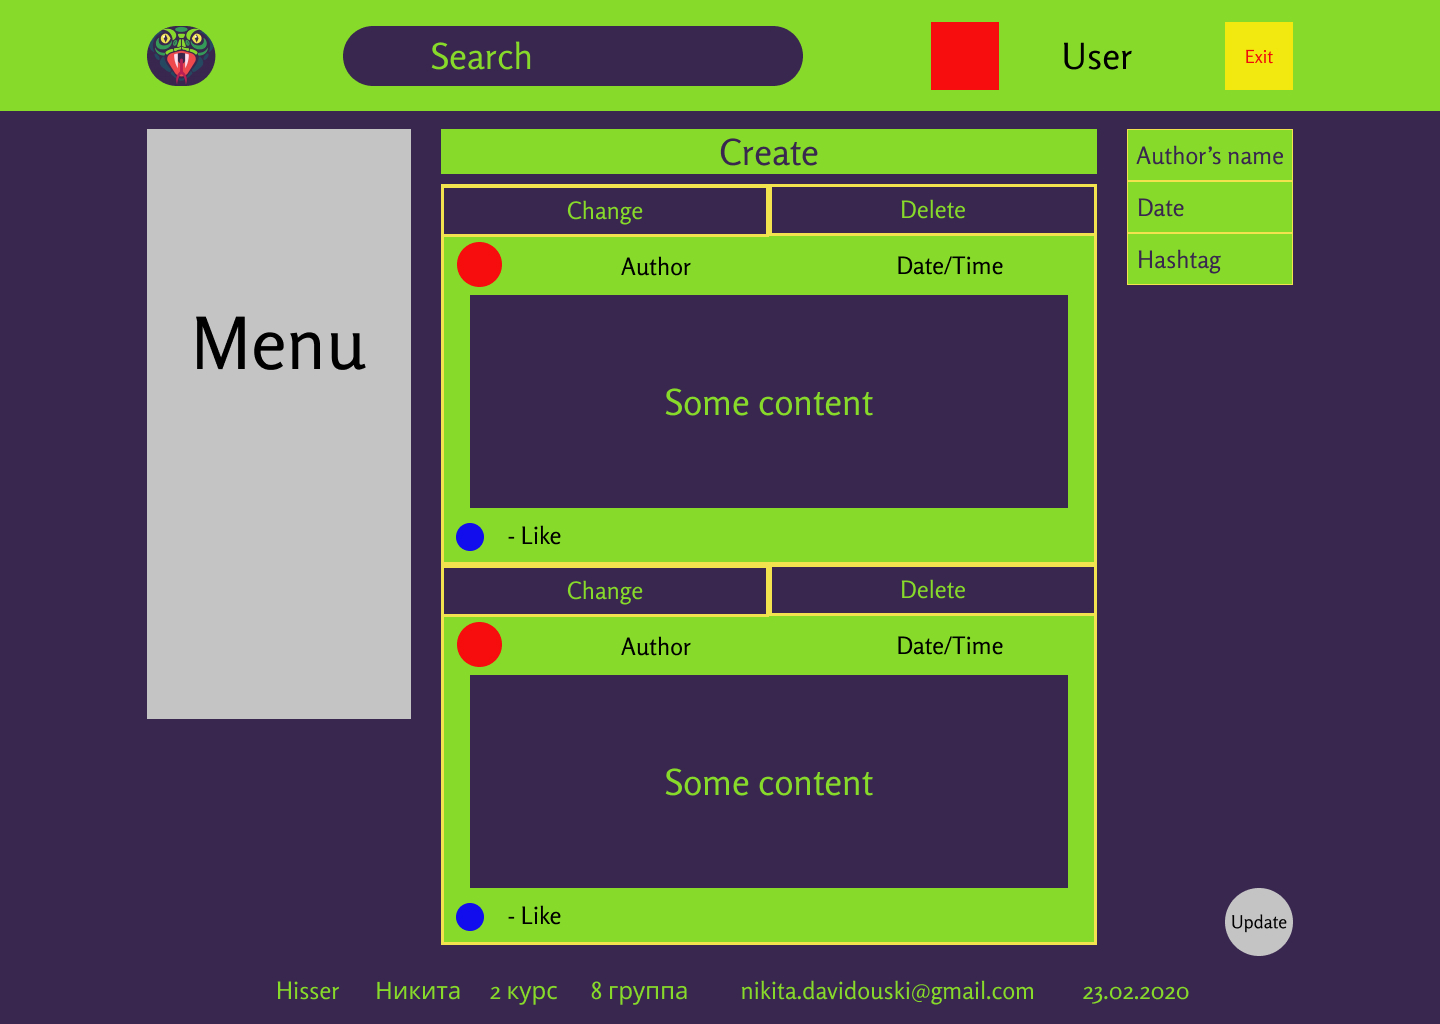 Search
User
Exit
Menu
Create
Change
Delete
Author
Date/Time
Some content
- Like
Change
Delete
Author
Date/Time
Some content
- Like
Author’s name
Date
Hashtag
Update
Hisser Никита 2 курс 8 группа nikita.davidouski@gmail.com 23.02.2020